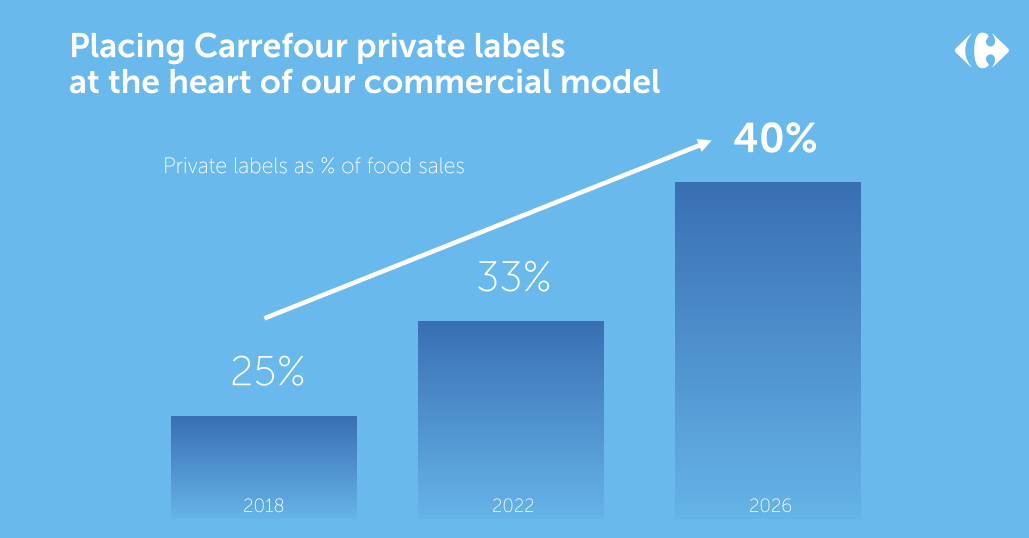 Placing Carrefour private labels
at the heart of our commercial model
Private labels as % of food sales
40%
33%
25%
2018
2022
2026